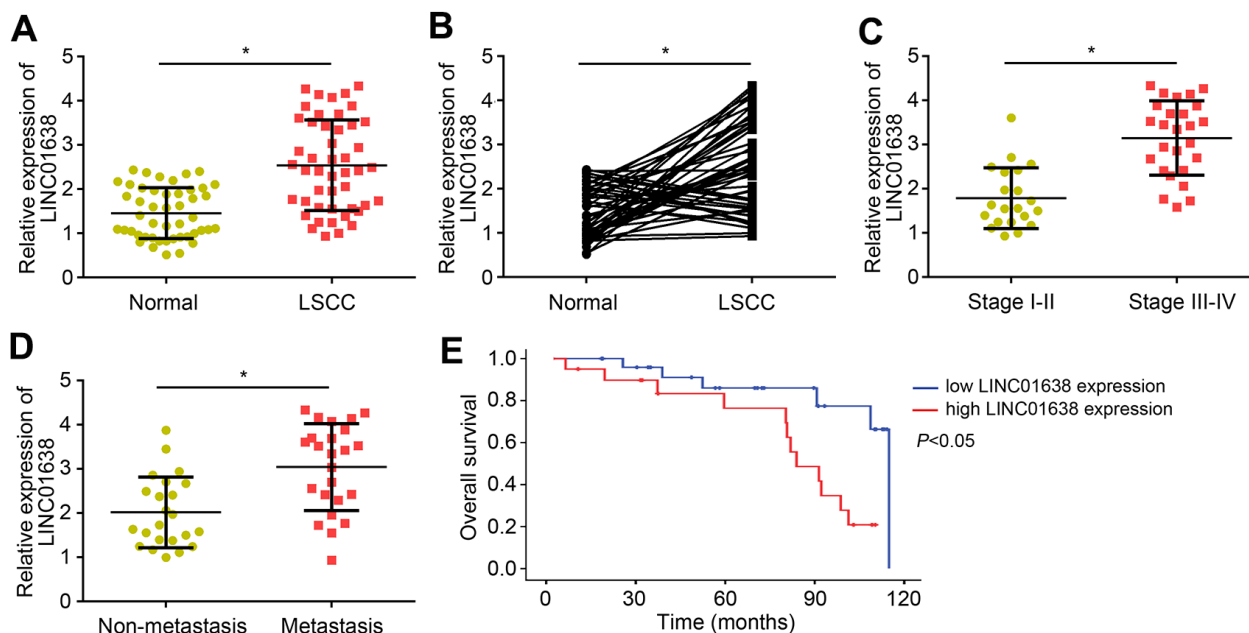 A
Relative expression of
LINC01638
5
4
3
2
1
0
*
Normal
LSCC
B
Relative expression of
LINC01638
5
4
3
2
1
0
*
Normal
LSCC
C
Relative expression of
LINC01638
5
4
3
2
1
0
*
Stage I-II
Stage III-IV
D
Relative expression of
LINC01638
5
4
3
2
1
0
*
Non-metastasis
Metastasis
E
Overall survival
1.0
0.8
0.6
0.4
0.2
0.0
0
30
60
90
120
Time (months)
low LINC01638 expression
high LINC01638 expression
P<0.05